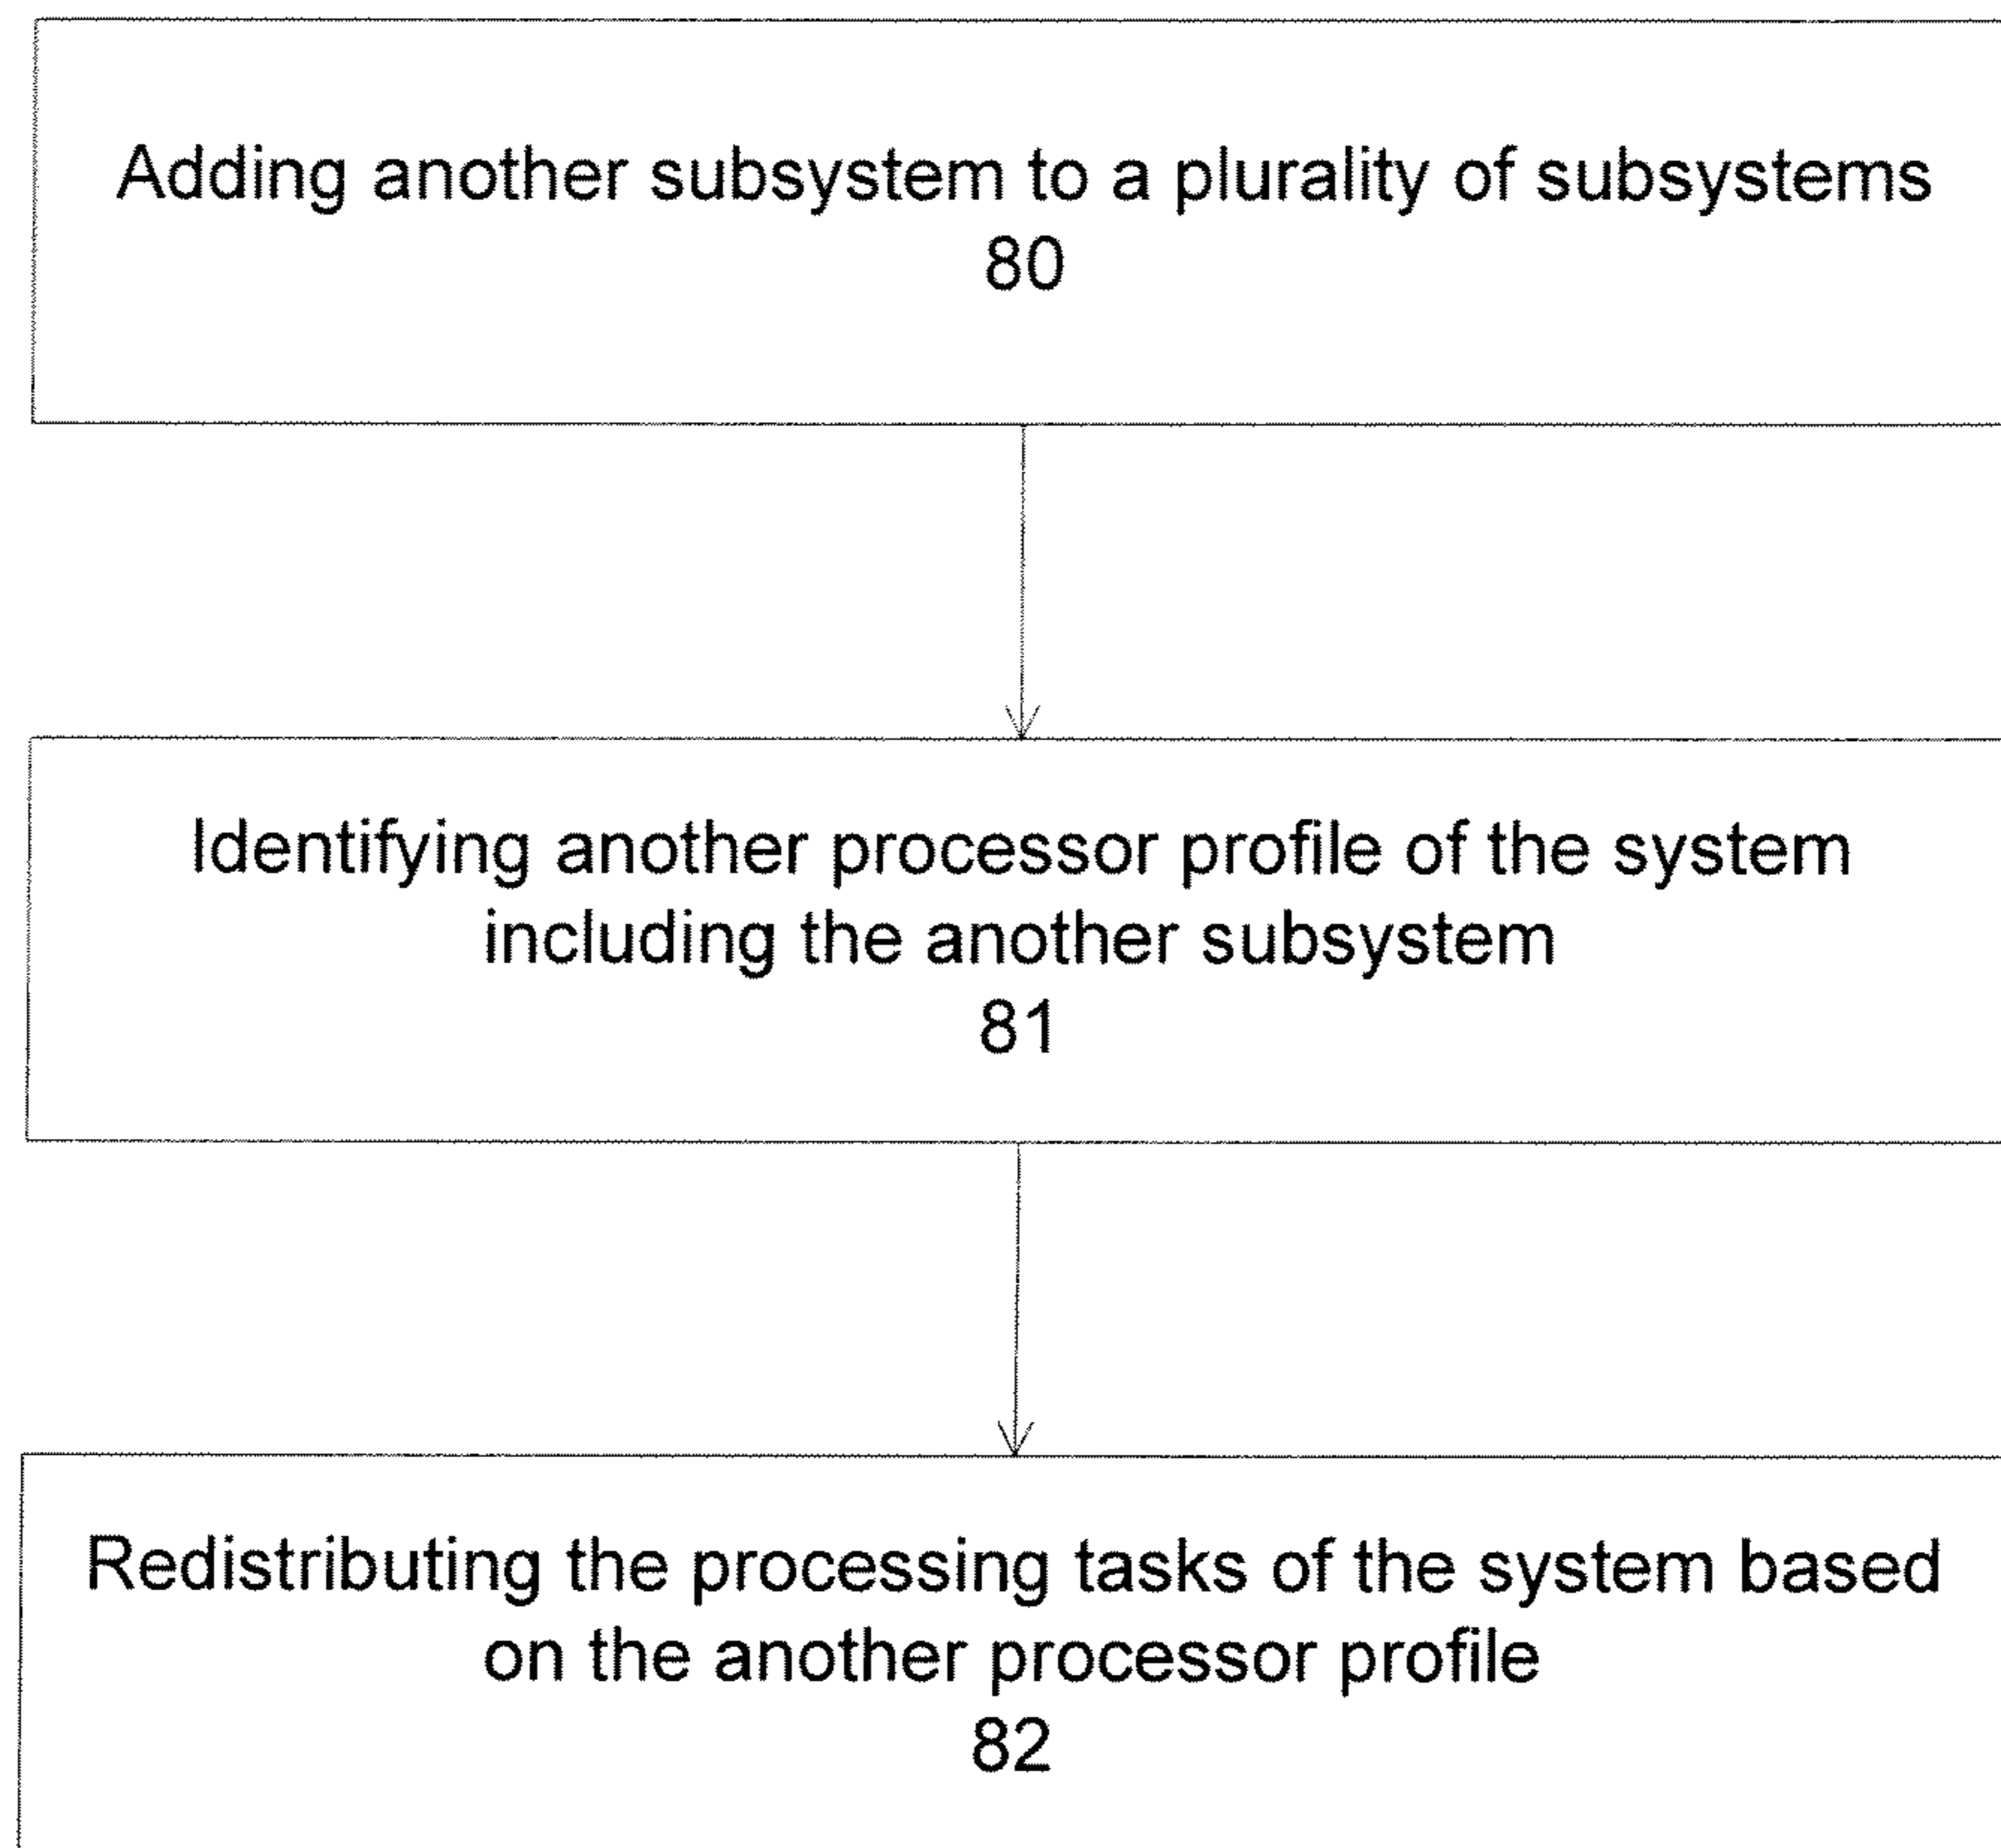 Adding another subsystem to a plurality of subsystems
80
Identifying another processor profile of the system
including the another subsystem
81
Redistributing the processing tasks of the system based
on the another processor profile
82